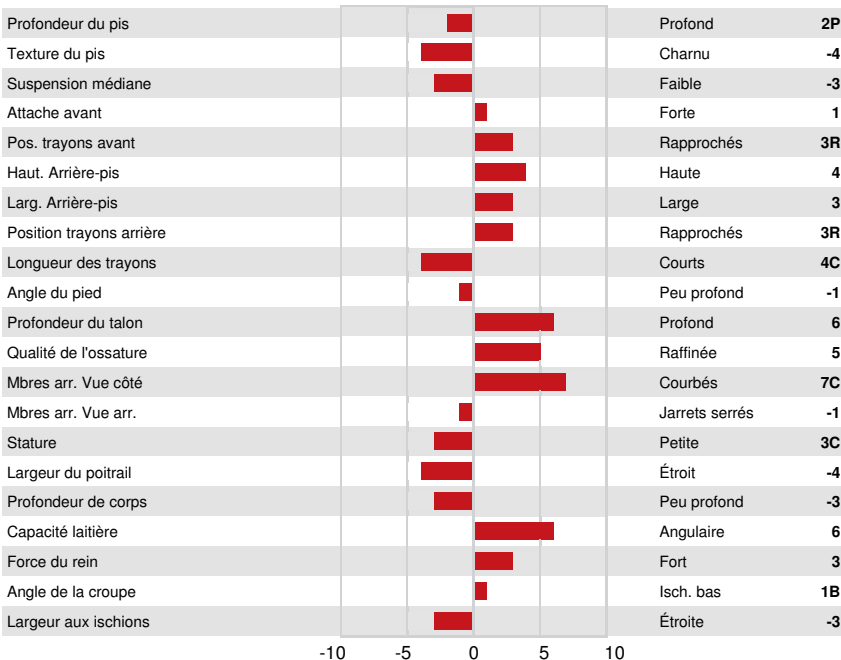 Profondeur du pis Profond 2P
Texture du pis Charnu -4
Suspension médiane Faible -3
Attache avant Forte 1
Pos. trayons avant Rapprochés 3R
Haut. Arrière-pis Haute 4
Larg. Arrière-pis Large 3
Position trayons arrière Rapprochés 3R
Longueur des trayons Courts 4C
Angle du pied Peu profond -1
Profondeur du talon Profond 6
Qualité de l'ossature Raffinée 5
Mbres arr. Vue côté Courbés 7C
Mbres arr. Vue arr. Jarrets serrés -1
Stature Petite 3C
Largeur du poitrail Étroit -4
Profondeur de corps Peu profond -3
Capacité laitière Angulaire 6
Force du rein Fort 3
Angle de la croupe Isch. bas 1B
Largeur aux ischions Étroite -3
-10 -5 0 5 10